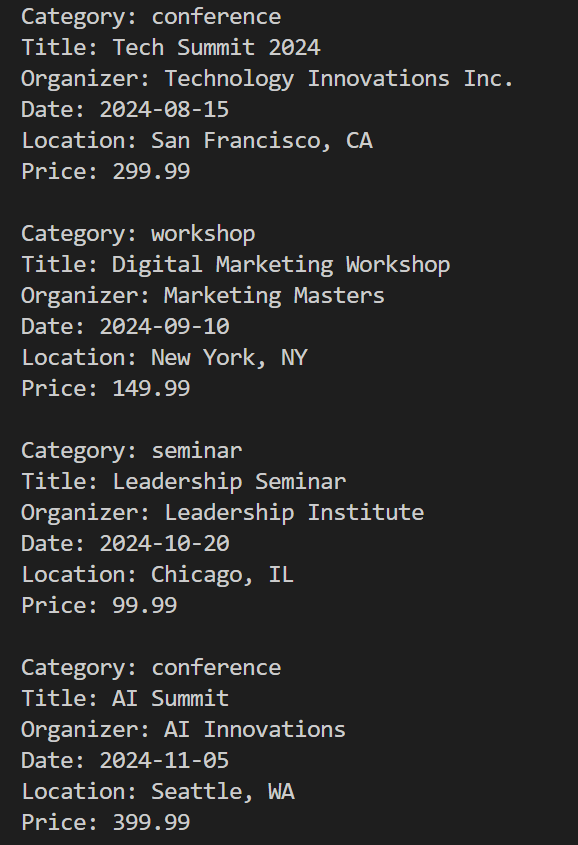 Category: conference
Title: Tech Summit 2024
Organizer: Technology Innovations Inc.
Date: 2024-08-15
Location: San Francisco, CA
Price: 299.99

Category: workshop
Title: Digital Marketing Workshop
Organizer: Marketing Masters
Date: 2024-09-10
Location: New York, NY
Price: 149.99

Category: seminar
Title: Leadership Seminar
Organizer: Leadership Institute
Date: 2024-10-20
Location: Chicago, IL
Price: 99.99

Category: conference
Title: AI Summit
Organizer: AI Innovations
Date: 2024-11-05
Location: Seattle, WA
Price: 399.99